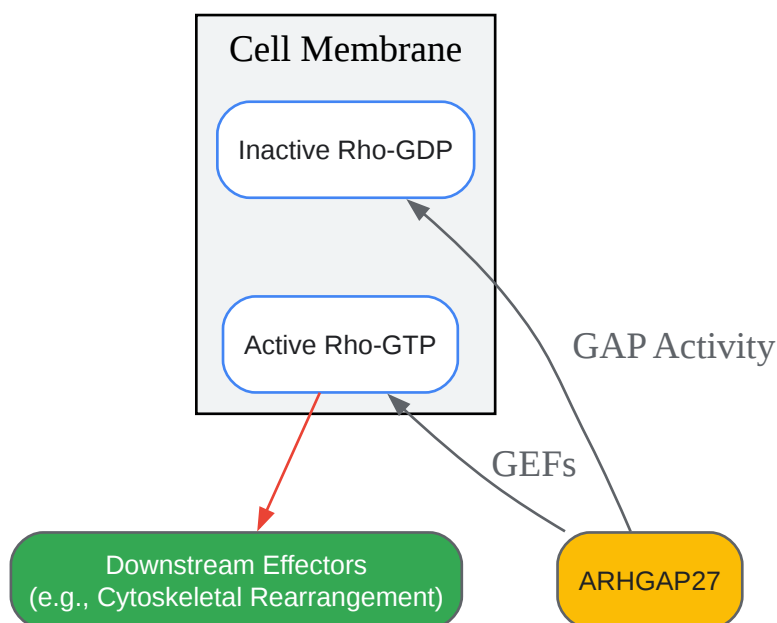 Cell Membrane
Inactive Rho-GDP
Active Rho-GTP
GAP Activity
GEFs
Downstream Effectors
(e.g., Cytoskeletal Rearrangement)
ARHGAP27